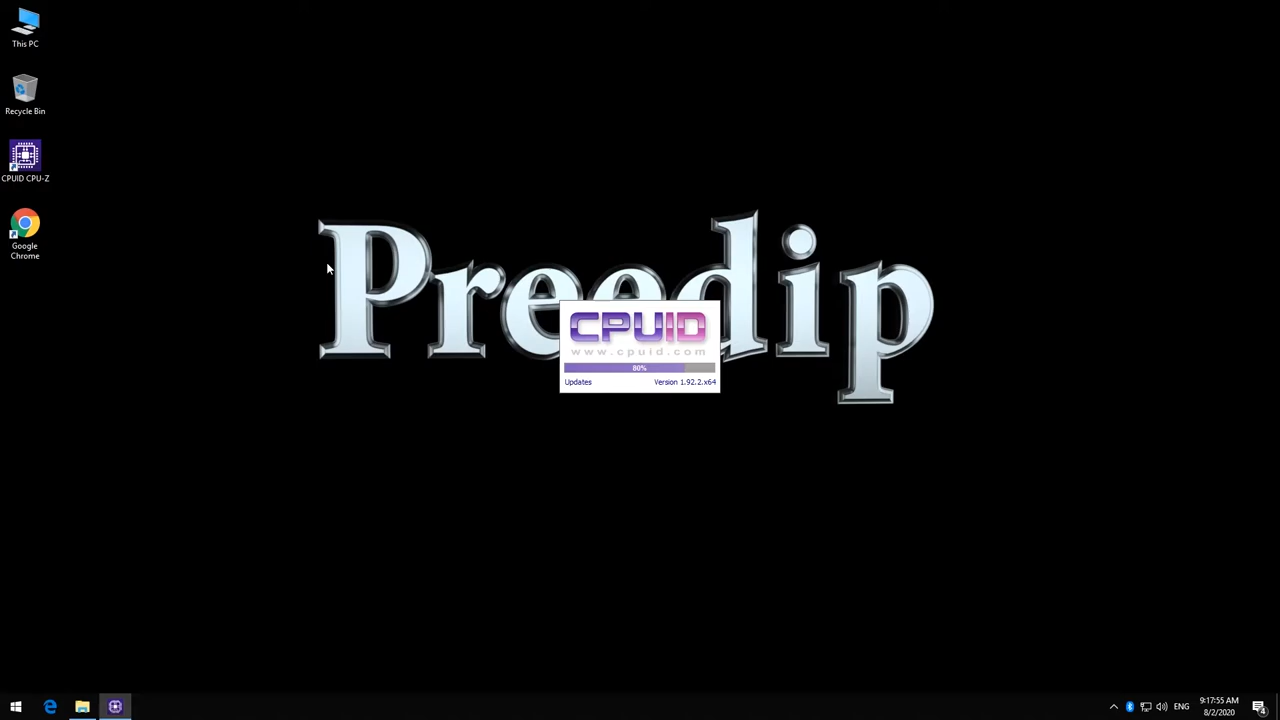 This PC
Recycle Bin
CPUID CPU-Z
Google
Chrome
Preedip
CPUID
www.cpuid.com
80%
Updates Version 1.92.2.x64
ENG
9:17:55 AM
8/2/2020
4